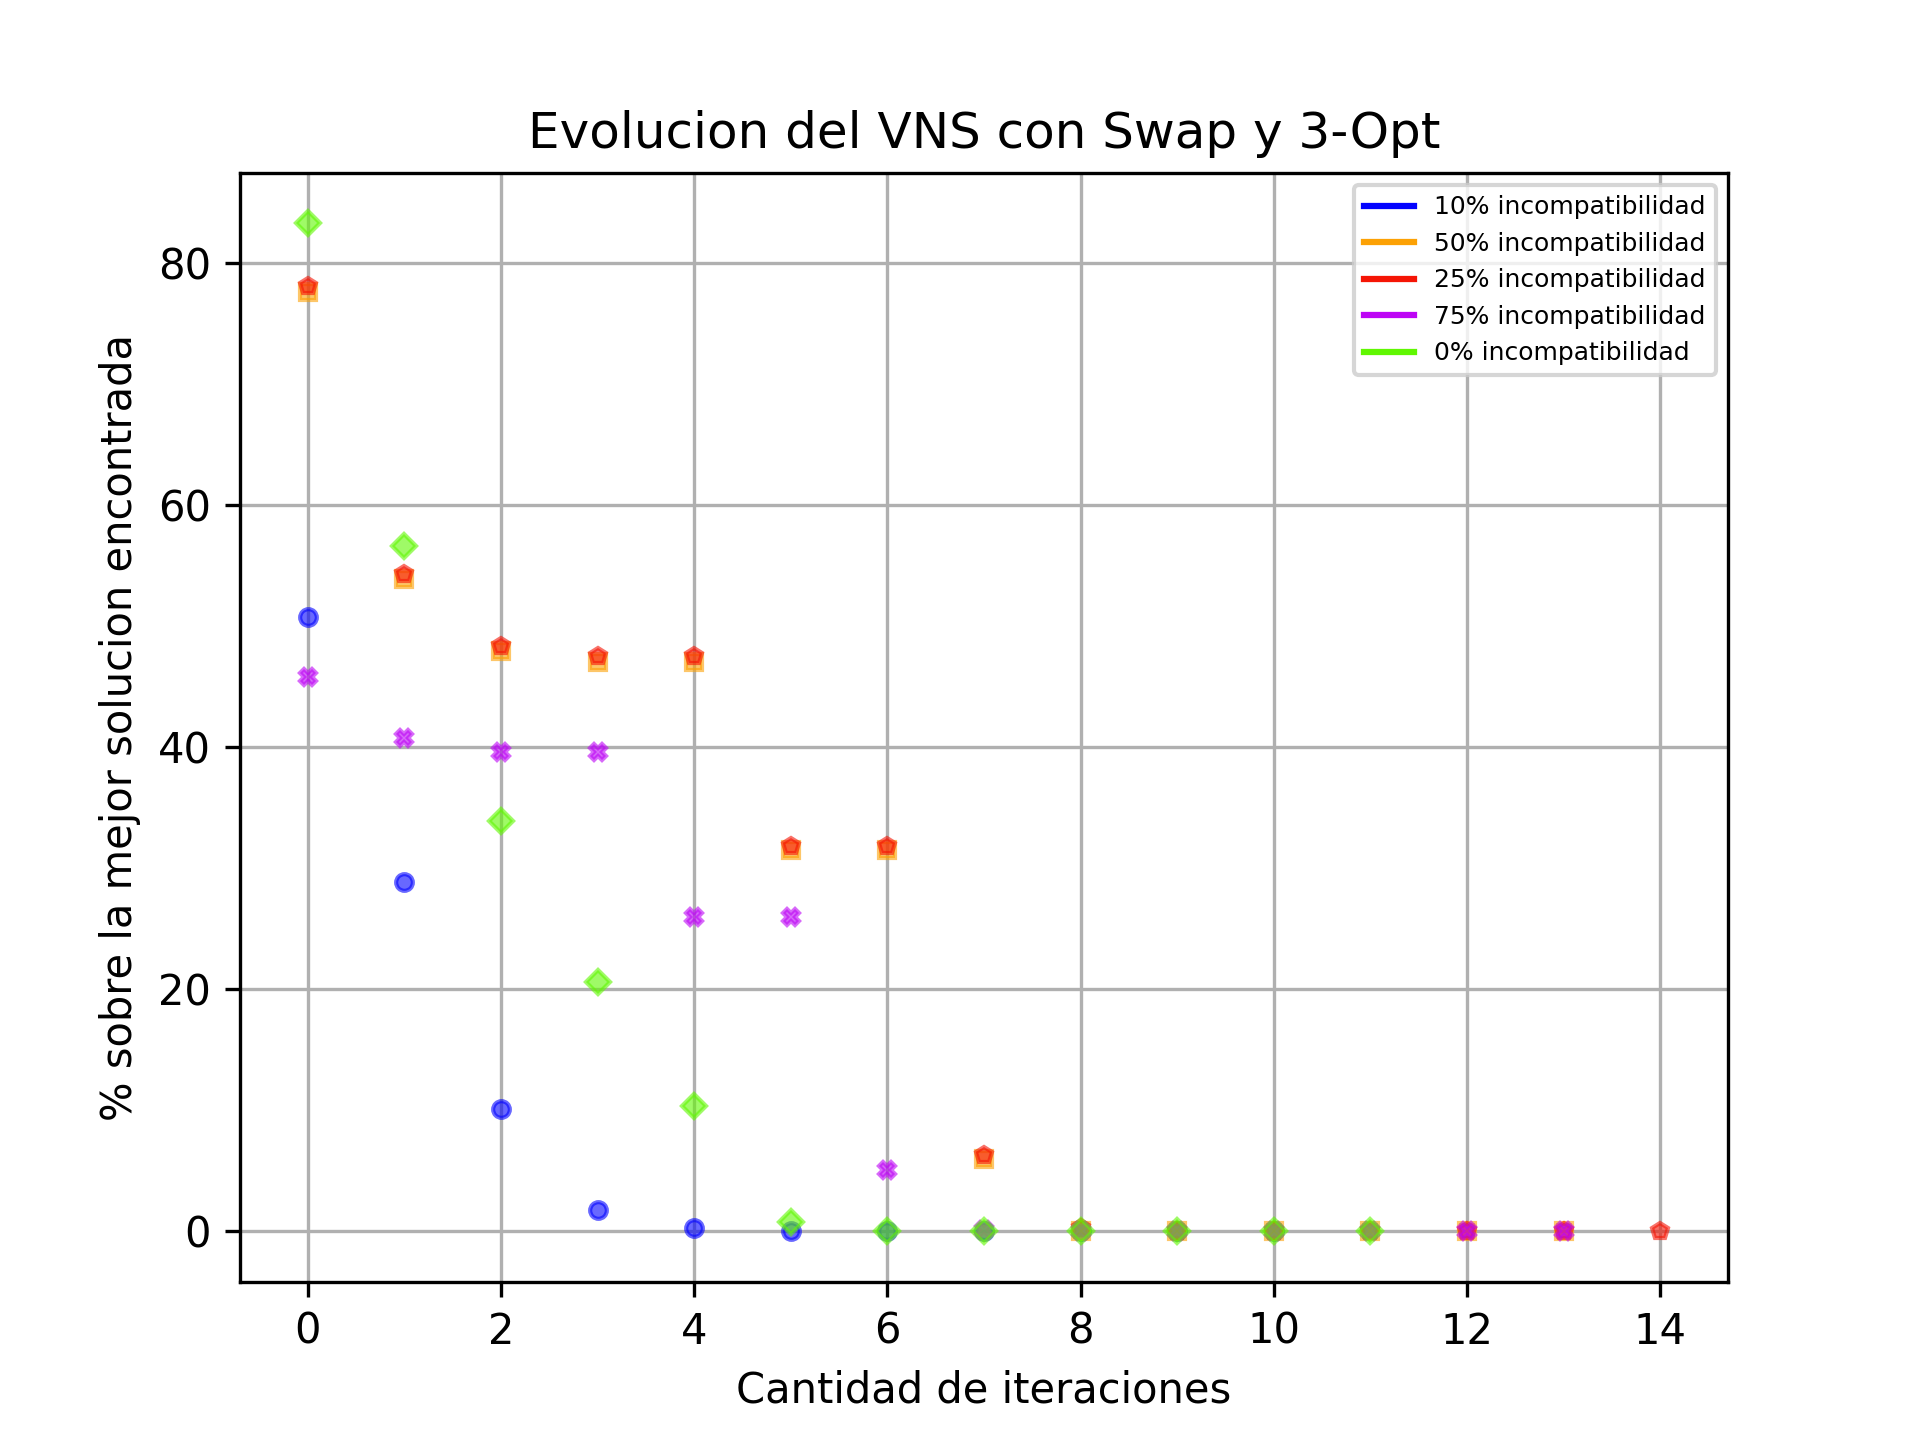 Evolucion del VNS con Swap y 3-Opt
10% incompatibilidad
50% incompatibilidad
25% incompatibilidad
75% incompatibilidad
0% incompatibilidad
% sobre la mejor solucion encontrada
80
60
40
20
0
0 2 4 6 8 10 12 14
Cantidad de iteraciones